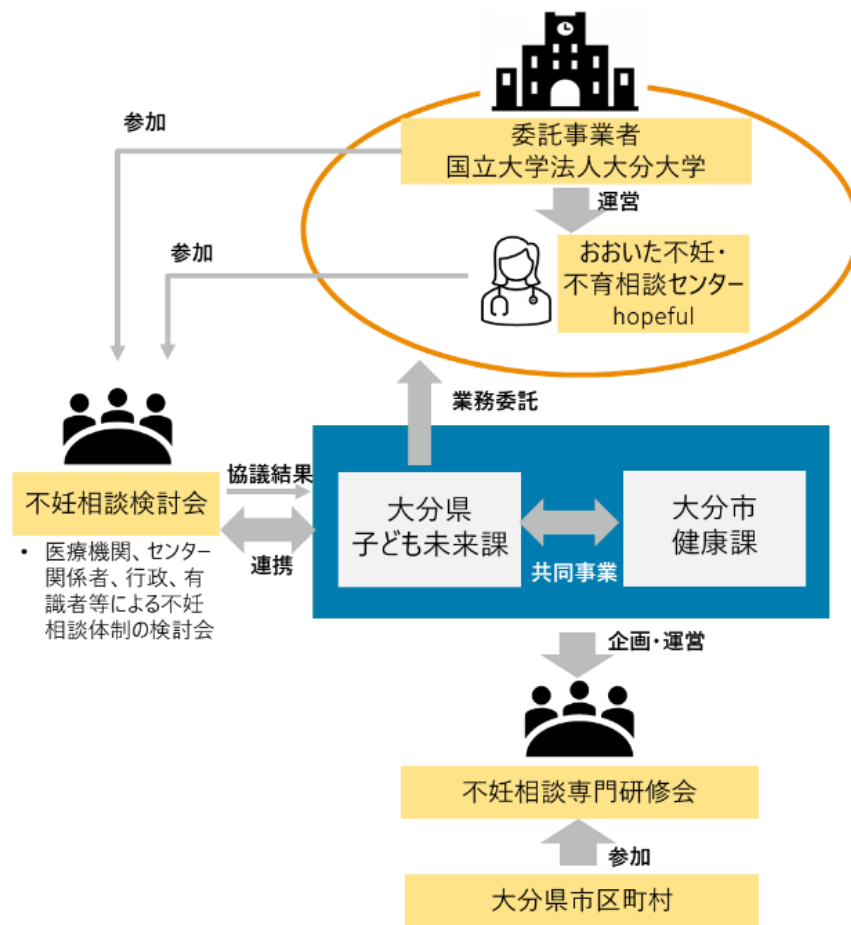 参加
委託事業者
国立大学法人大分大学
運営
参加
おおいた不妊・
不育相談センター
hopeful
業務委託
不妊相談検討会
協議結果
連携
• 医療機関、センター
関係者、行政、有
識者等による不妊
相談体制の検討会
大分県
子ども未来課
共同事業
大分市
健康課
企画・運営
不妊相談専門研修会
参加
大分県市区町村